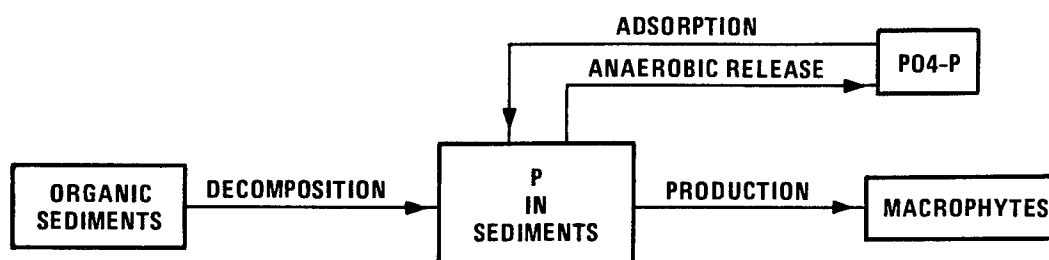 ADSORPTION
ANAEROBIC RELEASE
PO4-P
ORGANIC
SEDIMENTS
DECOMPOSITION
P
IN
SEDIMENTS
PRODUCTION
MACROPHYTES